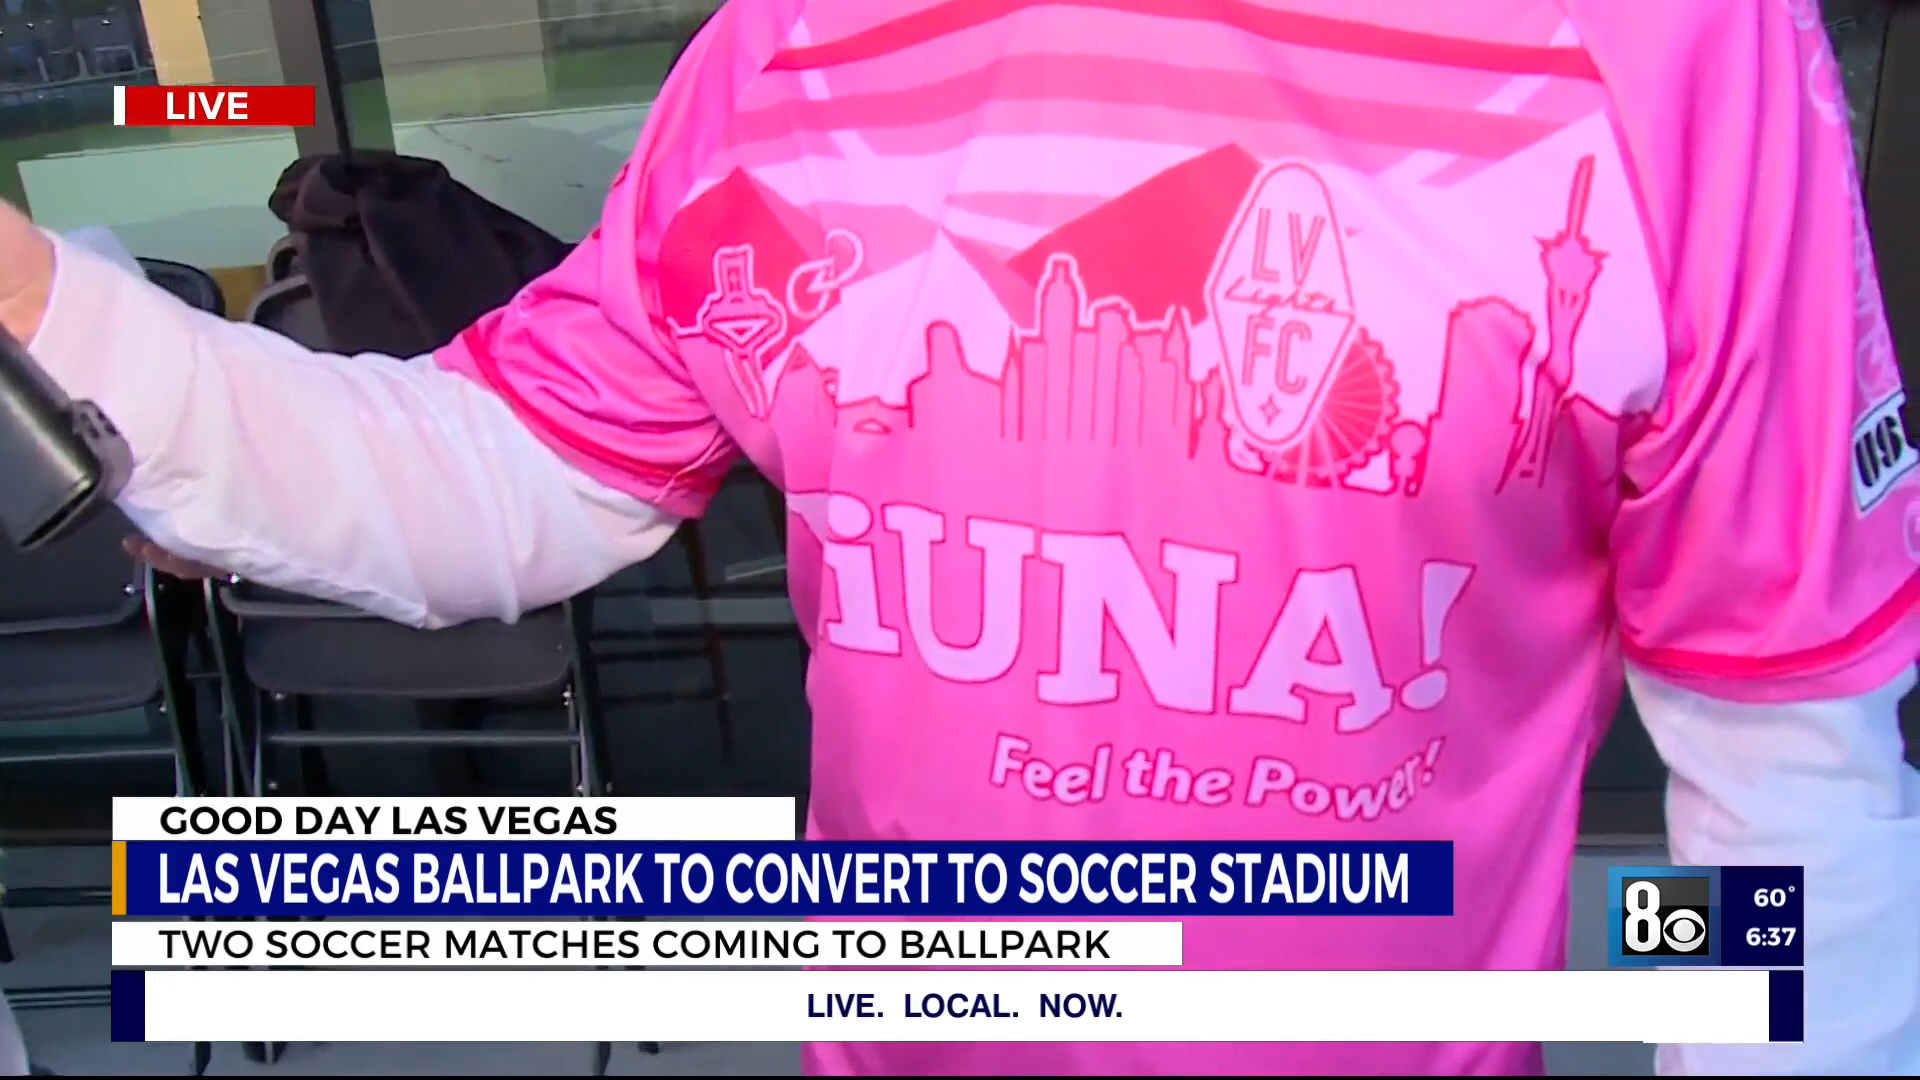 LIVE
LV
Lights
FC
¡UNA!
Feel the Power!
GOOD DAY LAS VEGAS
LAS VEGAS BALLPARK TO CONVERT TO SOCCER STADIUM
TWO SOCCER MATCHES COMING TO BALLPARK
8
60°
6:37
LIVE. LOCAL. NOW.